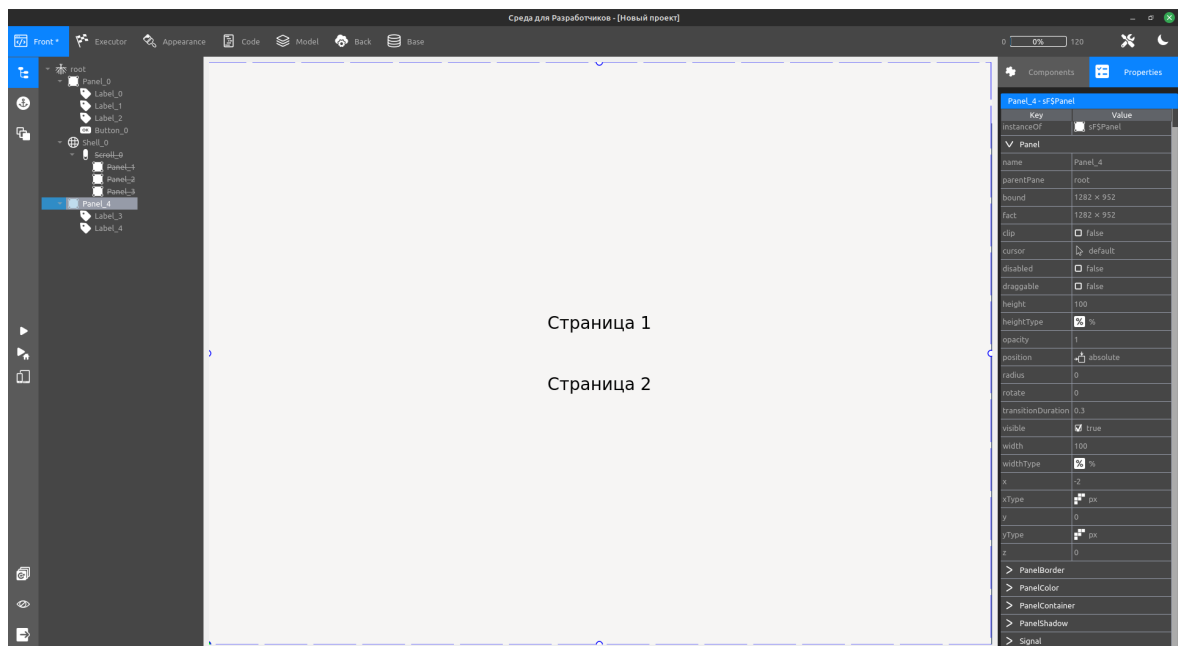 Среда для Разработчиков - [Новый проект]
Front * Executor Appearance Code Model Back Base 0 0% 120
root
Panel_0
Label_0
Label_1
Label_2
Button_0
Shell_0
Scroll_0
Panel_1
Panel_2
Panel_3
Panel_4
Label_3
Label_4
Страница 1
Страница 2
Components Properties
Panel_4 - sF$Panel
Key Value
instanceOf sF$Panel
Panel
name Panel_4
parentPane root
bound 1282 × 952
fact 1282 × 952
clip false
cursor default
disabled false
draggable false
height 100
heightType % %
opacity 1
position absolute
radius 0
rotate 0
transitionDuration 0.3
visible true
width 100
widthType % %
x -2
xType px
y 0
yType px
z 0
PanelBorder
PanelColor
PanelContainer
PanelShadow
Signal